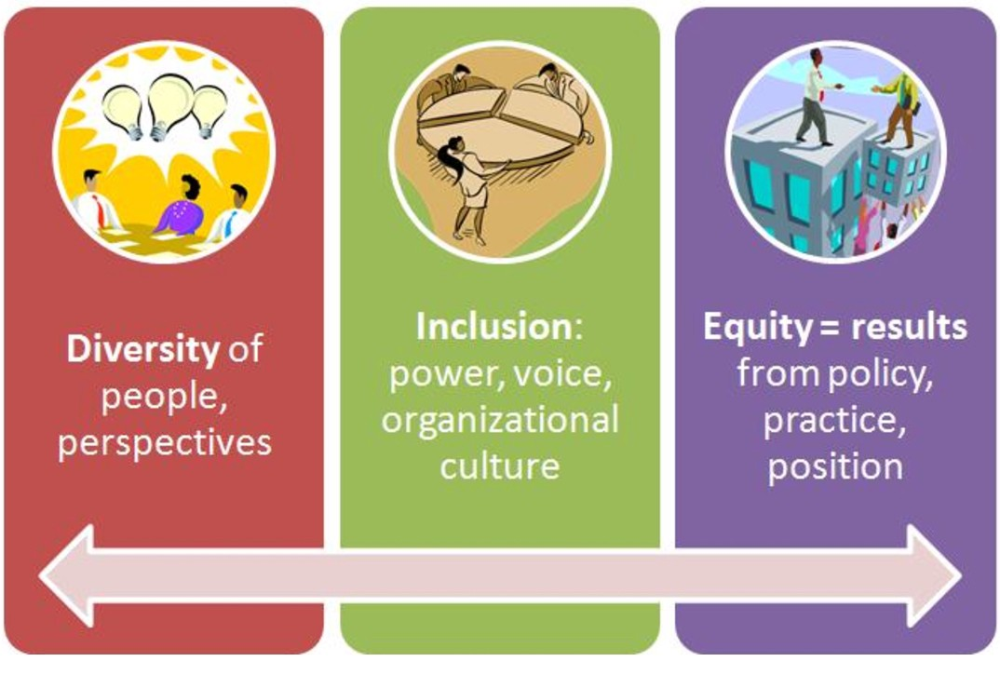 Diversity of
people,
perspectives
Inclusion:
power, voice,
organizational
culture
Equity = results
from policy,
practice,
position